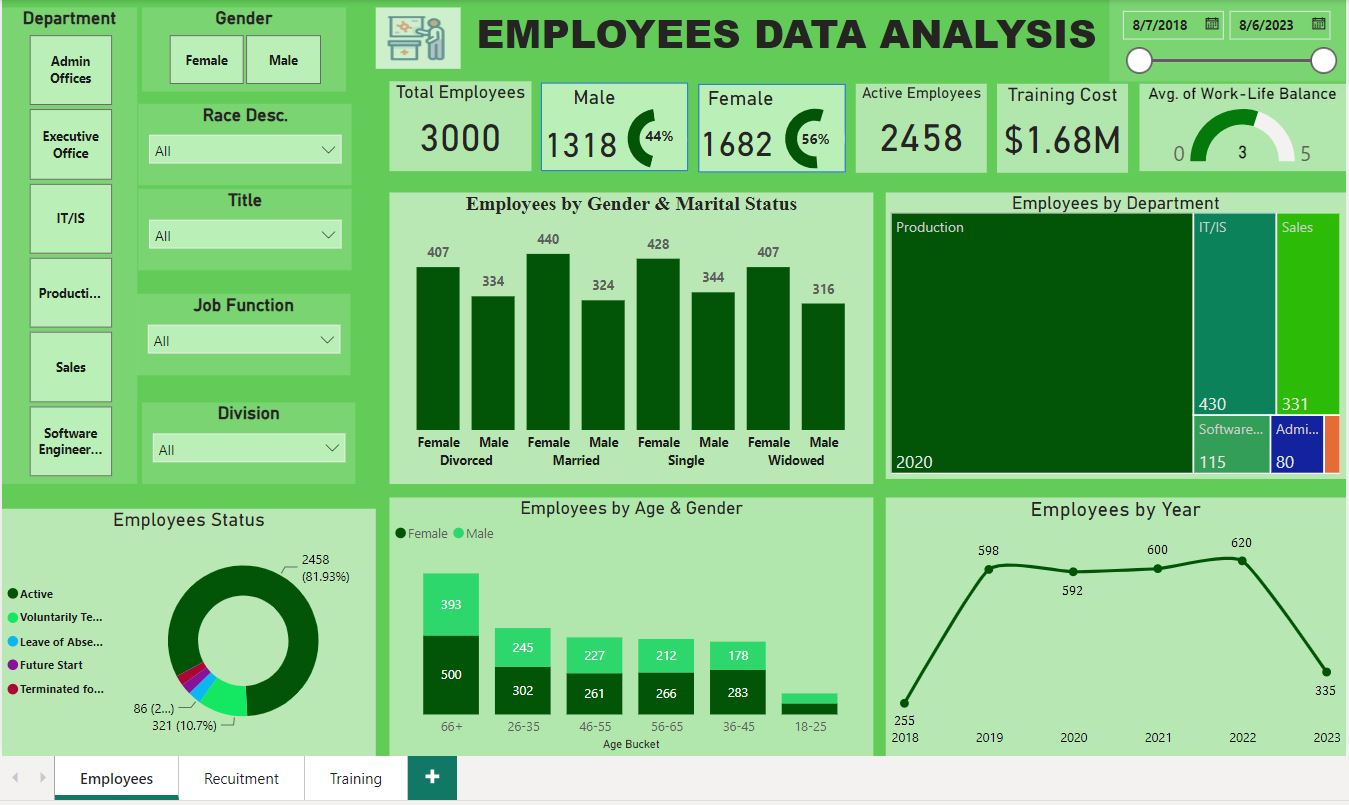 Department
Admin
Offices
Executive
Office
IT/IS
Producti...
Sales
Software
Engineer...
Gender
Female
Male
Race Desc.
All
Title
All
Job Function
All
Division
All
EMPLOYEES DATA ANALYSIS
8/7/2018
8/6/2023
Total Employees
3000
Male
1318
44%
Female
1682
56%
Active Employees
2458
Training Cost
$1.68M
Avg. of Work-Life Balance
0
3
5
Employees by Gender & Marital Status
407
334
440
324
428
344
407
316
Female
Male
Female
Male
Female
Male
Female
Male
Divorced
Married
Single
Widowed
Employees by Department
Production
2020
IT/IS
430
Sales
331
Software...
115
Admi...
80
Employees Status
Active
Voluntarily Te...
Leave of Abse...
Future Start
Terminated fo...
2458
(81.93%)
86 (2...)
321 (10.7%)
Employees by Age & Gender
Female
Male
393
500
245
302
227
261
212
266
178
283
66+
26-35
46-55
56-65
36-45
18-25
Age Bucket
Employees by Year
255
598
592
600
620
335
2018
2019
2020
2021
2022
2023
Employees
Recuitment
Training
+